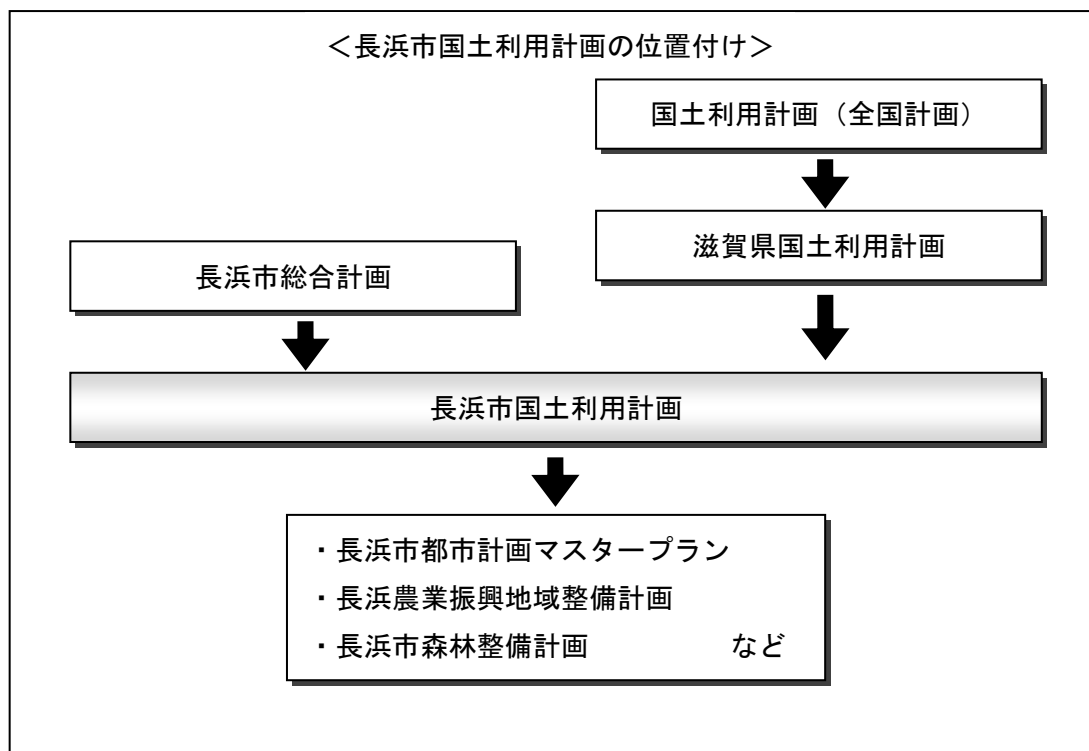 ＜長浜市国土利用計画の位置付け＞
国土利用計画（全国計画）
滋賀県国土利用計画
長浜市総合計画
長浜市国土利用計画
・長浜市都市計画マスタープラン
・長浜農業振興地域整備計画
・長浜市森林整備計画　　　　　など